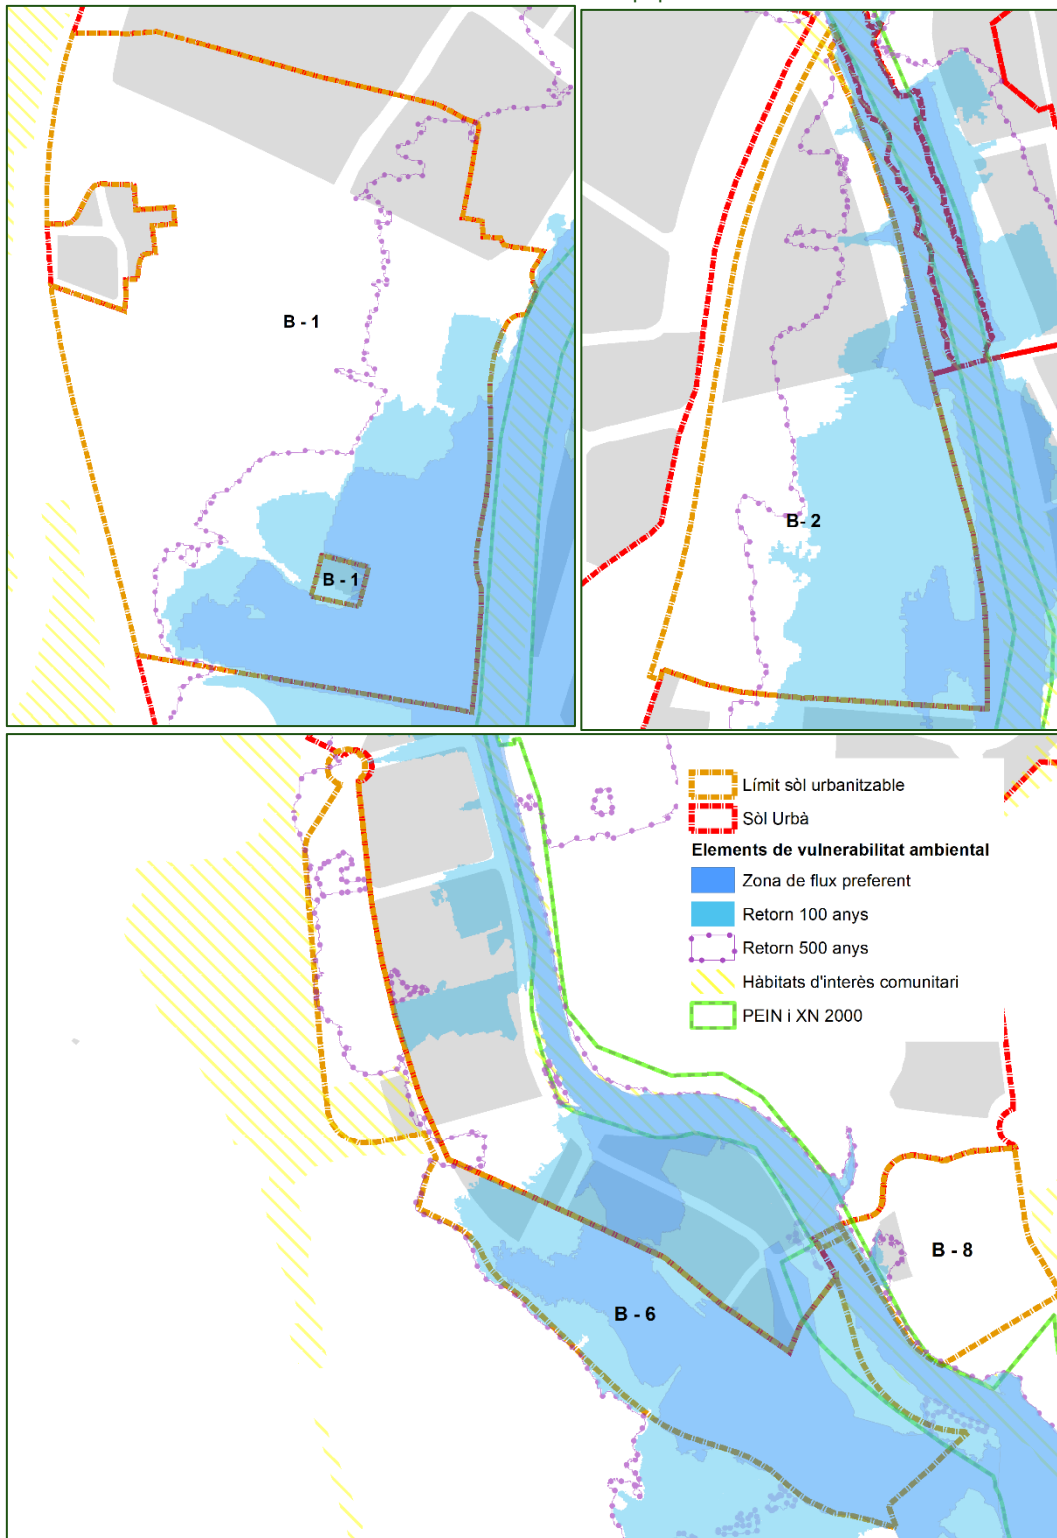 B - 1
B - 1
B- 2
Límit sòl urbanitzable
Sòl Urbà
Elements de vulnerabilitat ambiental
Zona de flux preferent
Retorn 100 anys
Retorn 500 anys
Hàbitats d'interès comunitari
PEIN i XN 2000
B - 8
B - 6